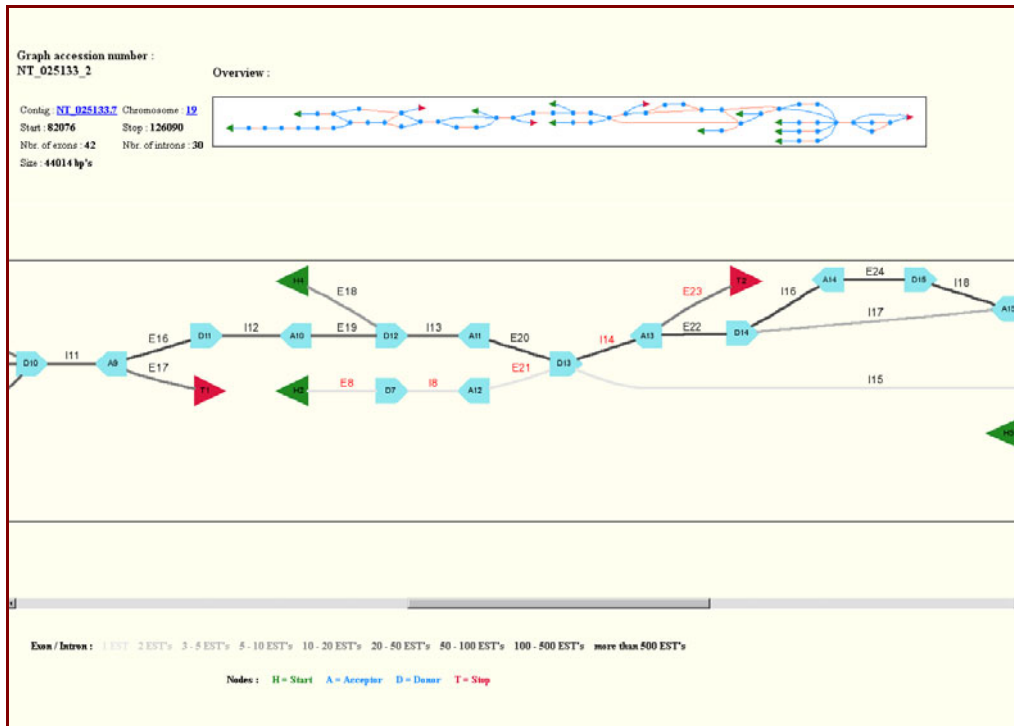 Graph accession number :
NT_025133_2
Overview :
Contig : NT_025133.7 Chromosome : 19
Start : 82076 Stop : 126090
Nbr. of exons : 42 Nbr. of introns : 30
Size : 44014 bp's
H4 E18 E23 T2 I16 A14 E24 D15 I18
I17 A15
E16 D11 I12 A10 E19 D12 I13 A11 E20 I14 A13 E22 D14
D10 I11 A9 E17 D13
T1 E8 D7 I8 A12 E21 I15
Exon / Intron : 1 EST 2 EST's 3 - 5 EST's 5 - 10 EST's 10 - 20 EST's 20 - 50 EST's 50 - 100 EST's 100 - 500 EST's more than 500 EST's
Nodes : H = Start A = Acceptor D = Donor T = Stop